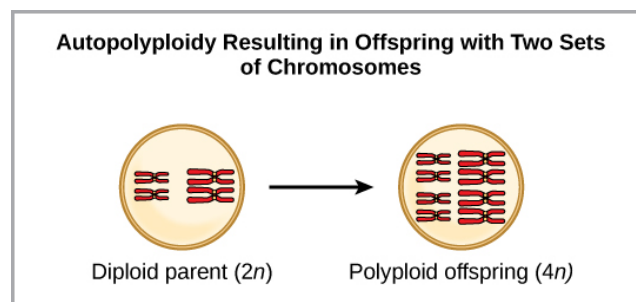 Autopolyploidy Resulting in Offspring with Two Sets
of Chromosomes
Diploid parent (2n)
Polyploid offspring (4n)